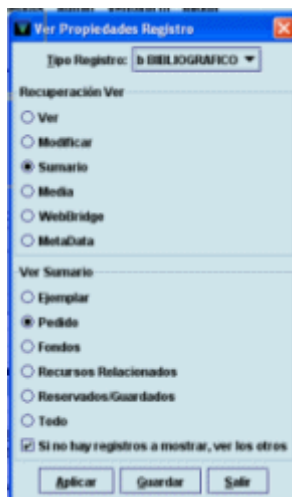 Ver Propiedades Registro
Tipo Registro: b BIBLIOGRAFICO
Recuperación Ver
Ver
Modificar
Sumario
Media
WebBridge
MetaData
Ver Sumario
Ejemplar
Pedido
Fondos
Recursos Relacionados
Reservados/Guardados
Todo
Si no hay registros a mostrar, ver los otros
Aplicar Guardar Salir